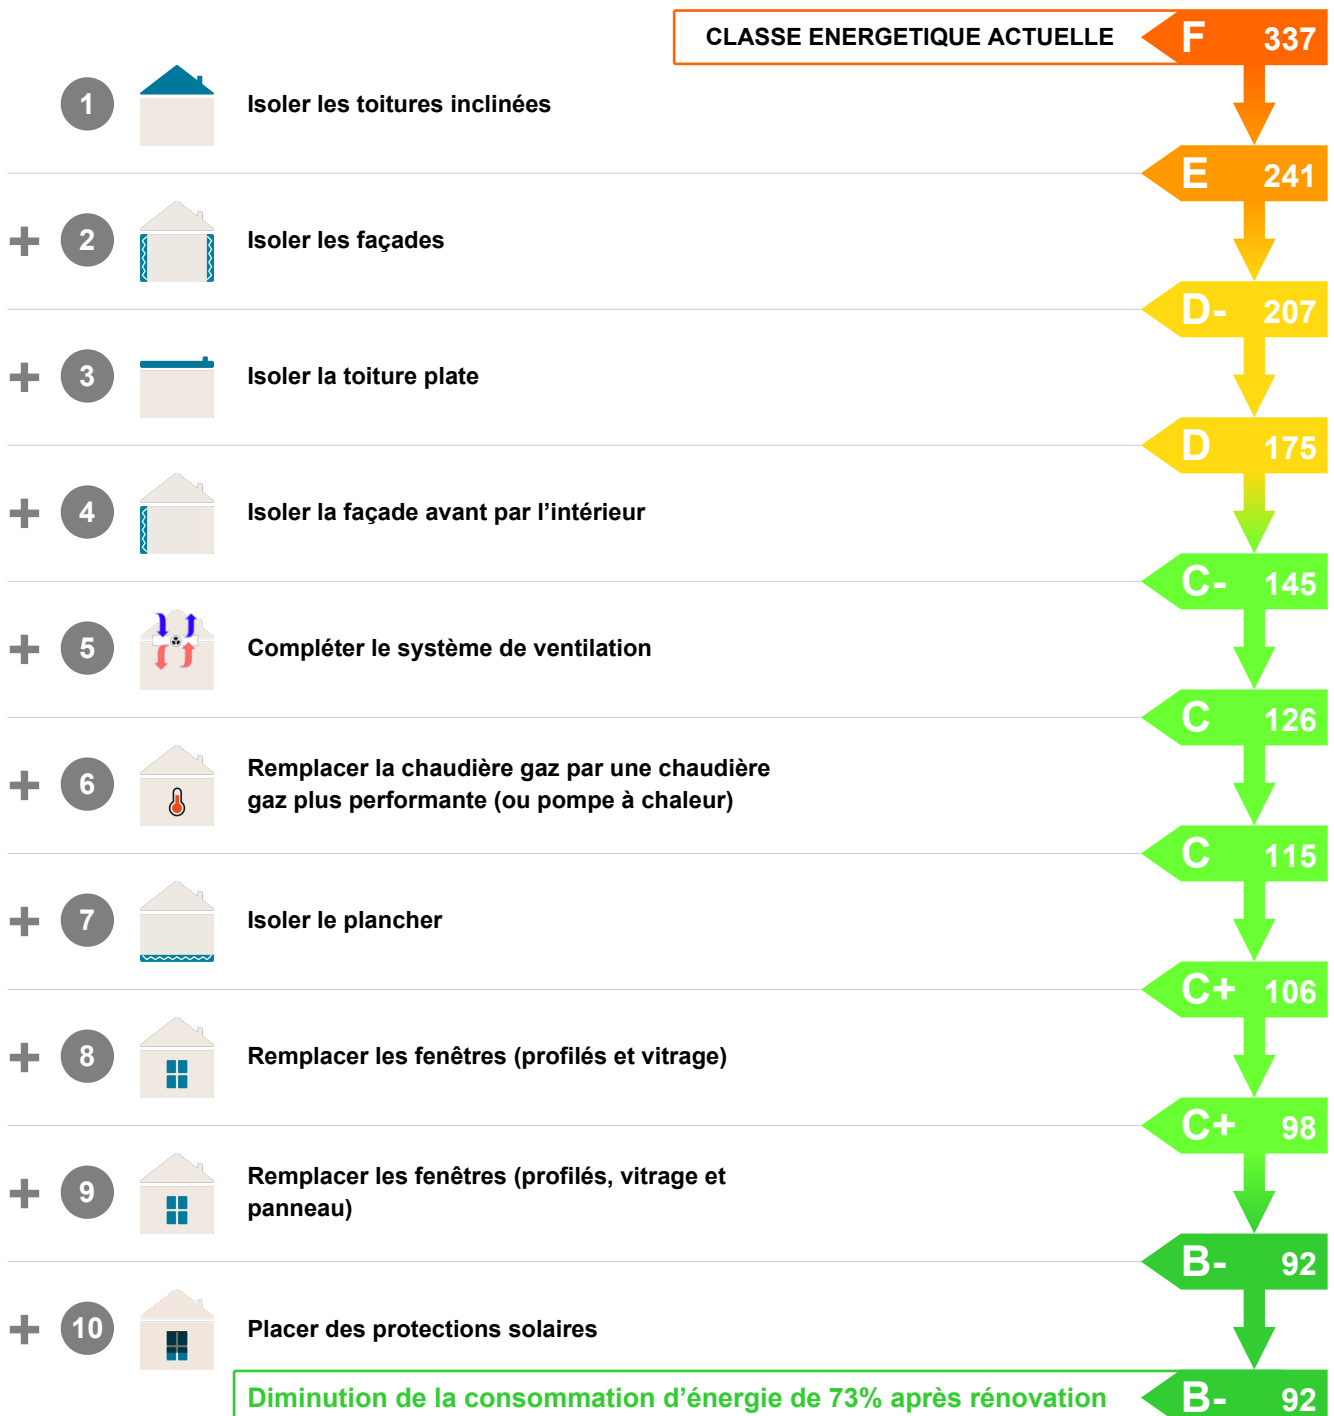 CLASSE ENERGETIQUE ACTUELLE F 337
1 Isoler les toitures inclinées
E 241
+ 2 Isoler les façades
D- 207
+ 3 Isoler la toiture plate
D 175
+ 4 Isoler la façade avant par l’intérieur
C- 145
+ 5 Compléter le système de ventilation
C 126
+ 6 Remplacer la chaudière gaz par une chaudière
gaz plus performante (ou pompe à chaleur)
C 115
+ 7 Isoler le plancher
C+ 106
+ 8 Remplacer les fenêtres (profilés et vitrage)
C+ 98
+ 9 Remplacer les fenêtres (profilés, vitrage et
panneau)
B- 92
+ 10 Placer des protections solaires
Diminution de la consommation d’énergie de 73% après rénovation B- 92